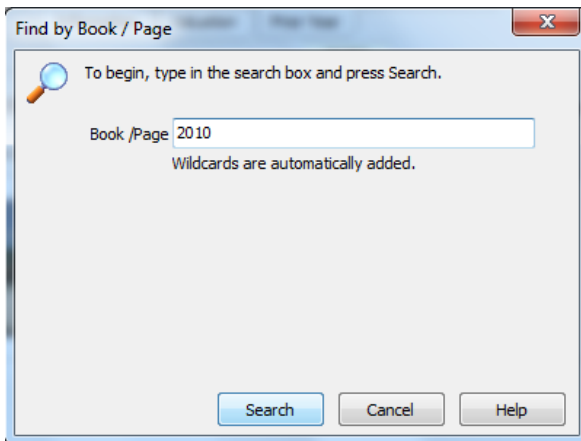 Find by Book / Page
To begin, type in the search box and press Search.
Book /Page 2010
Wildcards are automatically added.
Search Cancel Help